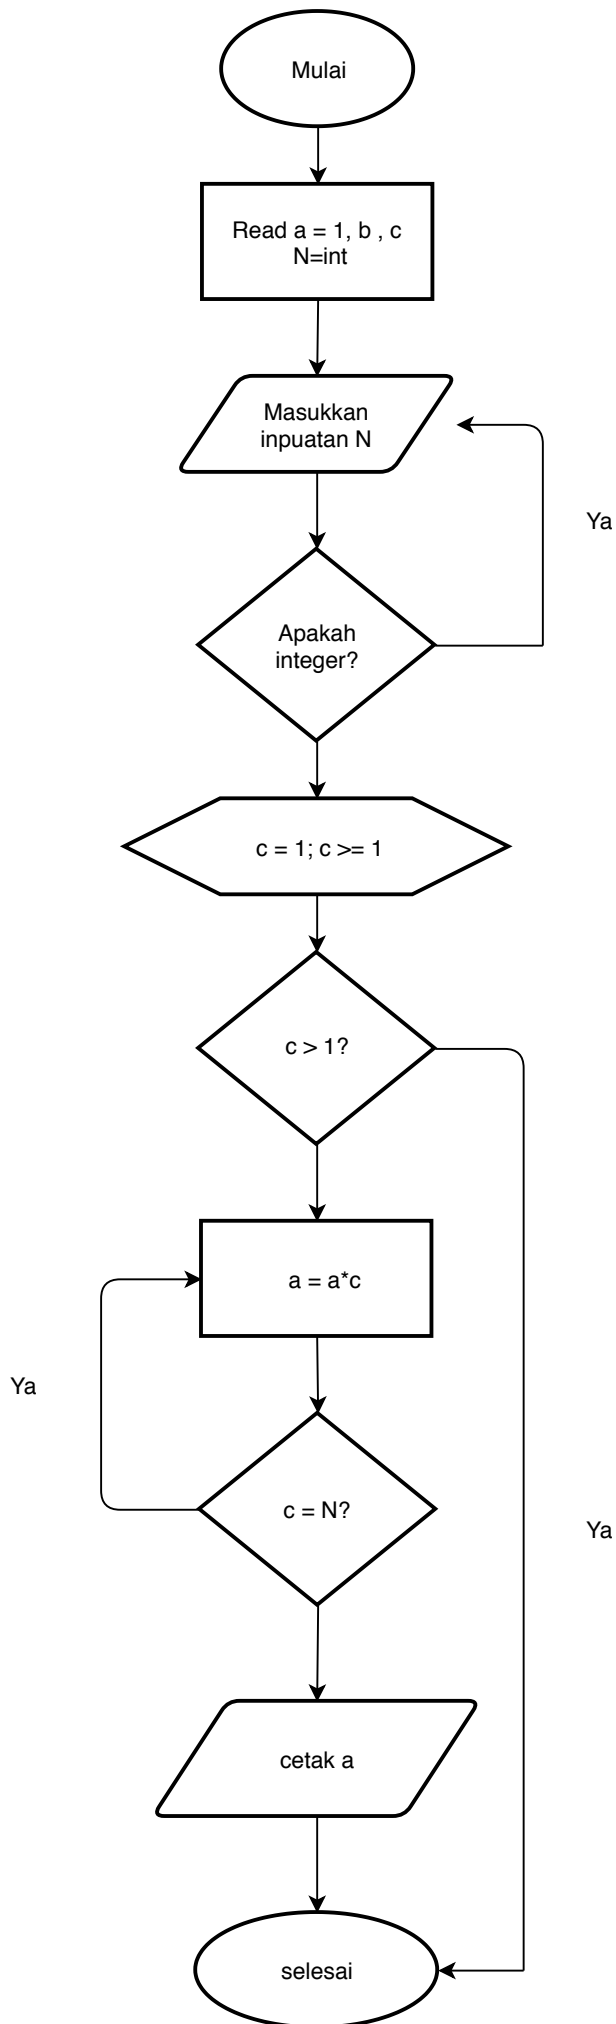 Mulai
Read a = 1, b , c
N=int
Masukkan
inpuatan N
Ya
Apakah
integer?
c = 1; c >= 1
c > 1?
a = a*c
Ya
c = N?
Ya
cetak a
selesai